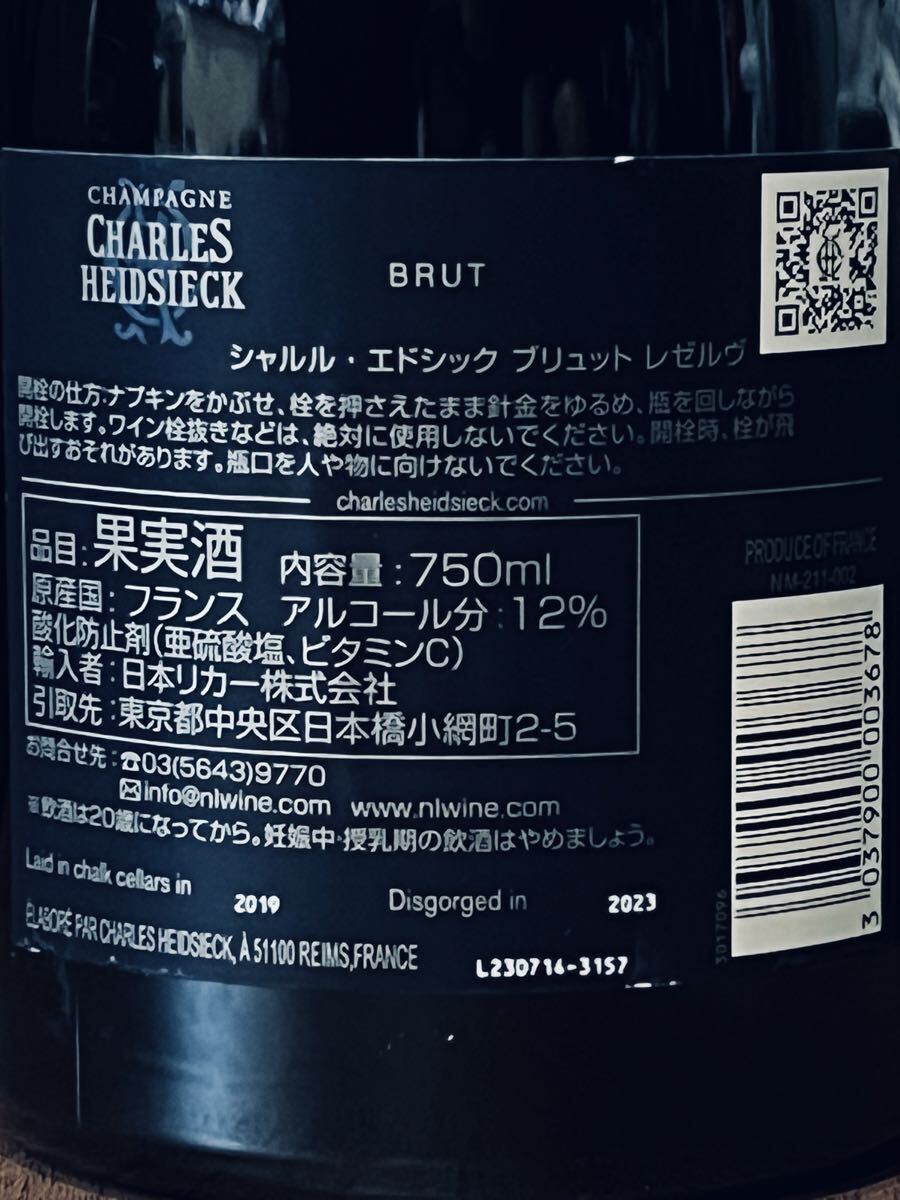 CHAMPAGNE
CHARLES
HEIDSIECK
BRUT
シャルル・エドシック ブリュット レゼルヴ
開栓の仕方:ナプキンをかぶせ、栓を押さえたまま針金をゆるめ、瓶を回しながら
開栓します。ワイン栓抜きなどは、絶対に使用しないでください。開栓時、栓が飛
び出すおそれがあります。瓶口を人や物に向けないでください。
charlesheidsieck.com
品目:果実酒 内容量:750ml
原産国:フランス アルコール分:12%
酸化防止剤(亜硫酸塩、ビタミンC)
輸入者:日本リカー株式会社
引取先:東京都中央区日本橋小網町2-5
お問合せ先:☎03(5643)9770
✉info@nlwine.com www.nlwine.com
※飲酒は20歳になってから。妊娠中・授乳期の飲酒はやめましょう。
Laid in chalk cellars in 2019 Disgorged in 2023
ÉLABORÉ PAR CHARLES HEIDSIECK, À 51100 REIMS, FRANCE
L230714-3157
PRODUCE OF FRANCE
NM-211-002
3 037900 003678
3017096